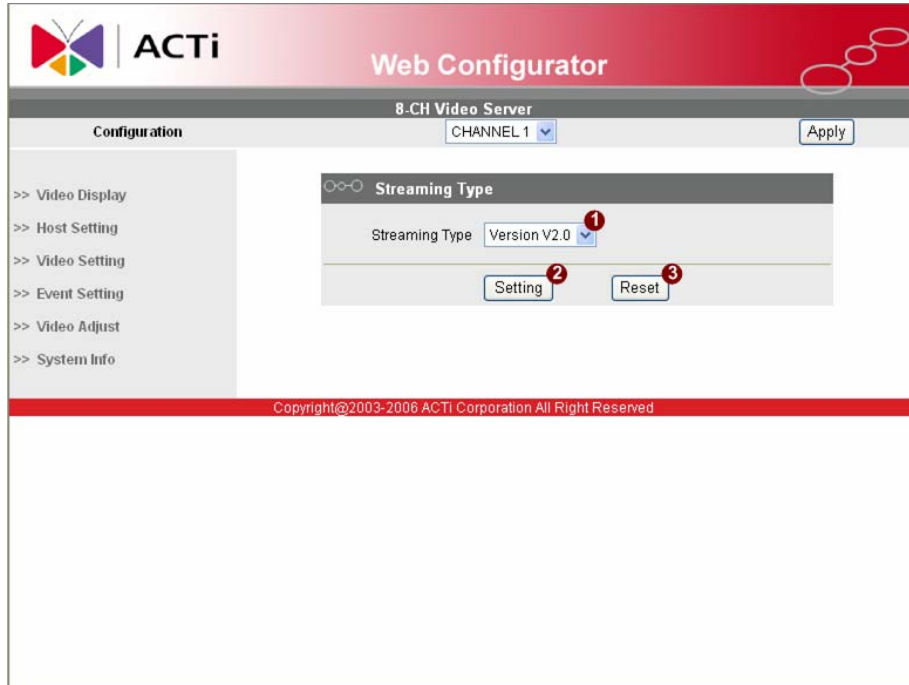 ACTi
Web Configurator
8-CH Video Server
Configuration
CHANNEL 1
Apply
>> Video Display
>> Host Setting
>> Video Setting
>> Event Setting
>> Video Adjust
>> System Info
Streaming Type
Streaming Type Version V2.0 1
Setting 2 Reset 3
Copyright@2003-2006 ACTi Corporation All Right Reserved